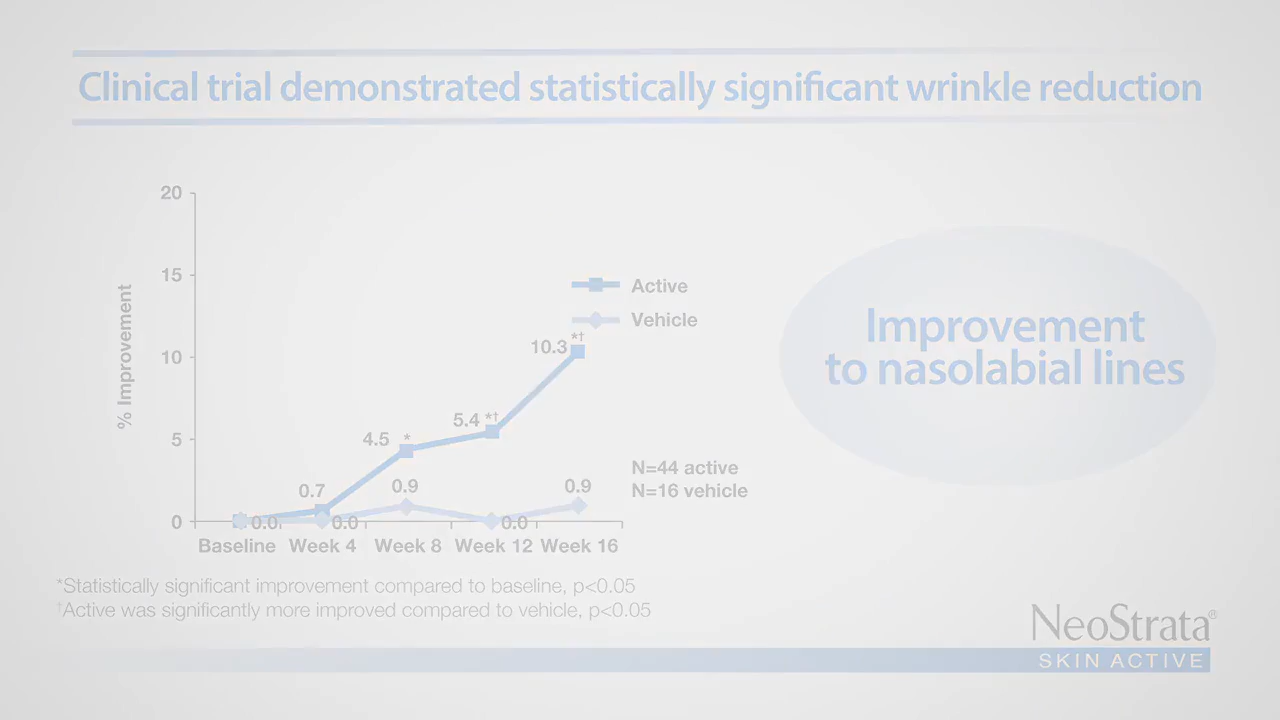 Clinical trial demonstrated statistically significant wrinkle reduction
20
15
10
5
0
% Improvement
Active
Vehicle
10.3 *†
5.4 *†
4.5 *
0.7
0.9
0.9
0.0
0.0
0.0
Baseline Week 4 Week 8 Week 12 Week 16
N=44 active
N=16 vehicle
Improvement
to nasolabial lines
*Statistically significant improvement compared to baseline, p<0.05
†Active was significantly more improved compared to vehicle, p<0.05
NeoStrata®
SKIN ACTIVE